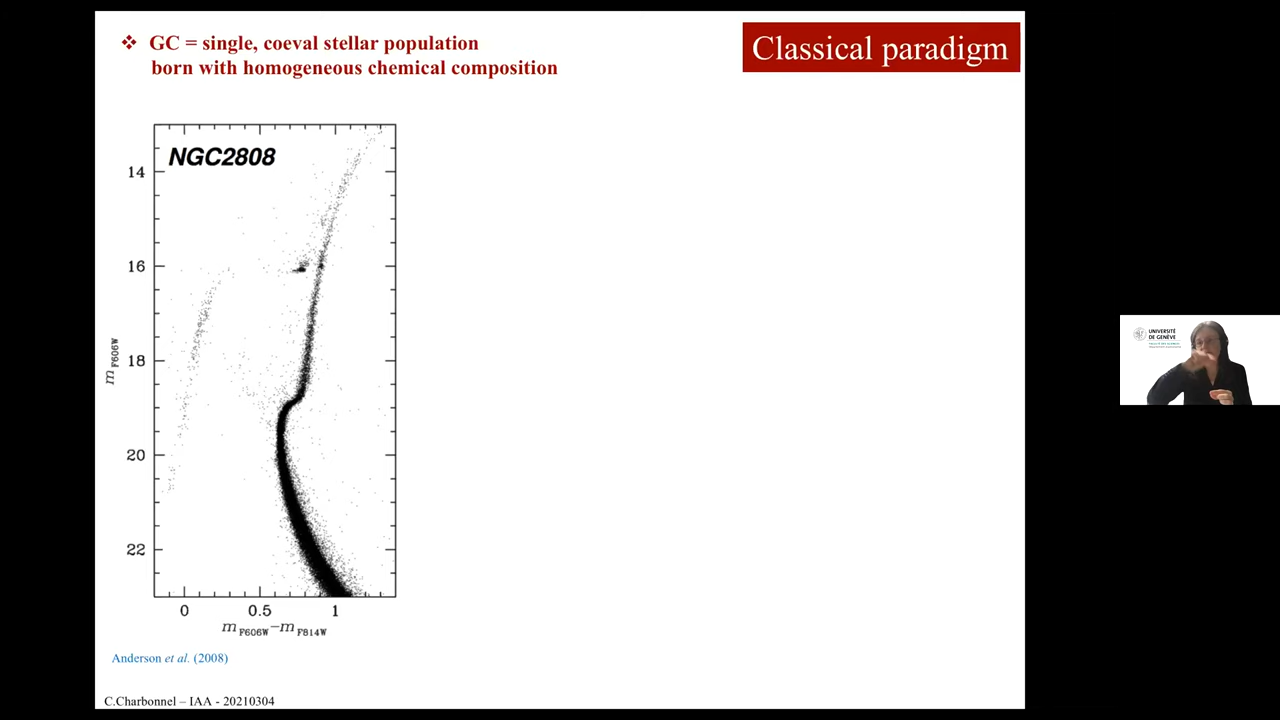 ❖ GC = single, coeval stellar population
born with homogeneous chemical composition
Classical paradigm
NGC2808
14
16
18
20
22
m F606W
0 0.5 1
m F606W − m F814W
Anderson et al. (2008)
C.Charbonnel – IAA - 20210304
UNIVERSITÉ
DE GENÈVE